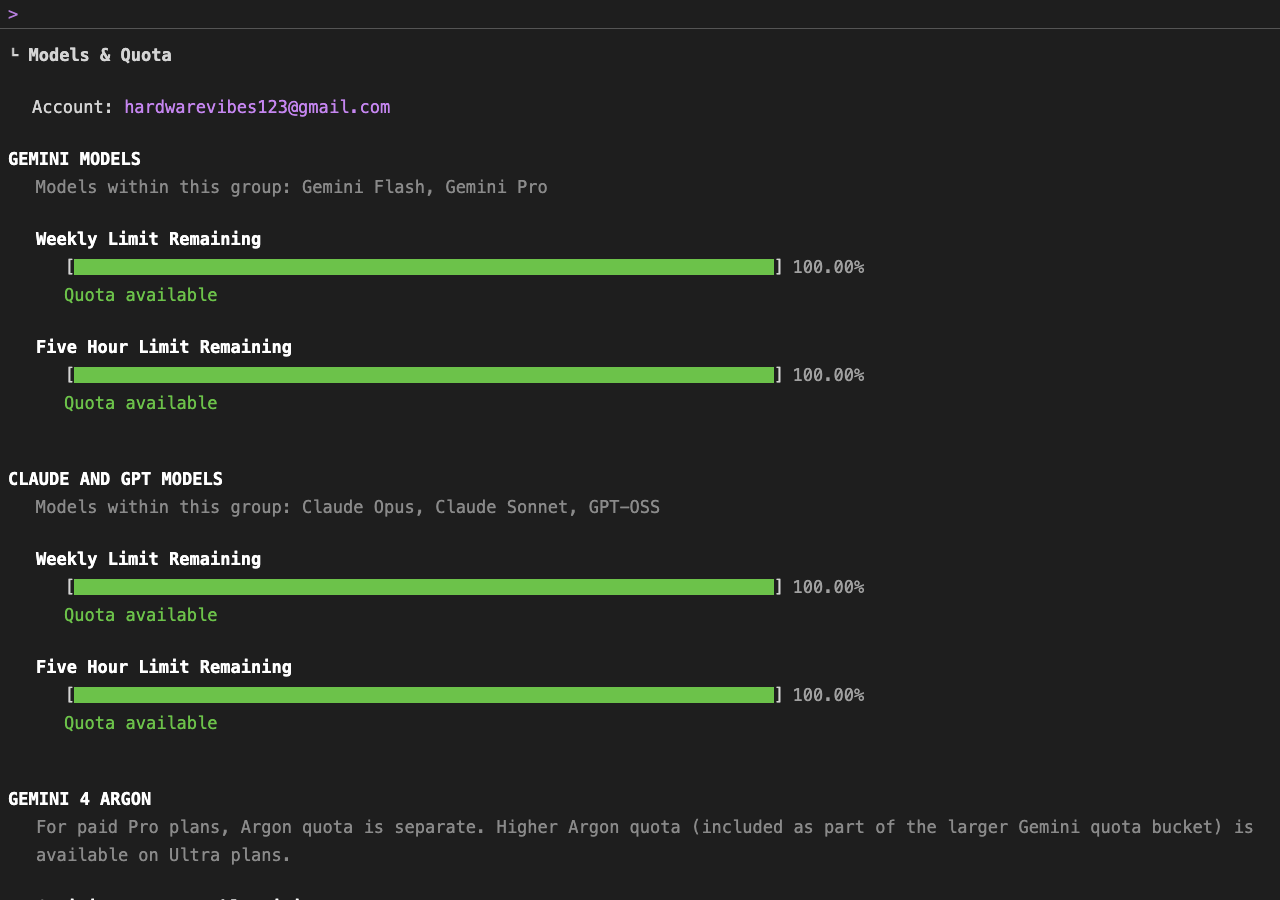 >
└ Models & Quota
Account: hardwarevibes123@gmail.com
GEMINI MODELS
Models within this group: Gemini Flash, Gemini Pro
Weekly Limit Remaining
[] 100.00%
Quota available
Five Hour Limit Remaining
[] 100.00%
Quota available
CLAUDE AND GPT MODELS
Models within this group: Claude Opus, Claude Sonnet, GPT-OSS
Weekly Limit Remaining
[] 100.00%
Quota available
Five Hour Limit Remaining
[] 100.00%
Quota available
GEMINI 4 ARGON
For paid Pro plans, Argon quota is separate. Higher Argon quota (included as part of the larger Gemini quota bucket) is
available on Ultra plans.